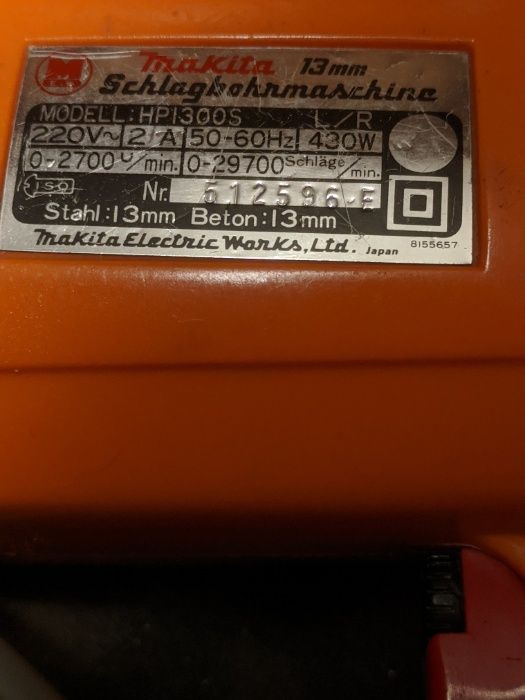 Makita 13mm
Schlagbohrmaschine
MODELL:HP1300S L/R
220V~ 2 A 50-60Hz 430W
0-2700 U/min. 0-29700 Schläge/min.
ISO Nr. 512596-E
Stahl:13mm Beton:13mm
Makita Electric Works, Ltd. Japan 8155657